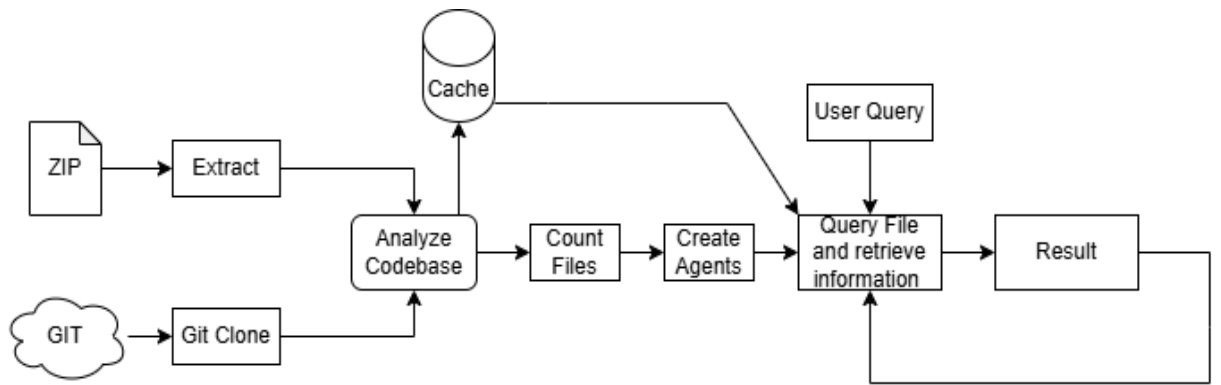 Cache
User Query
ZIP
Extract
Analyze
Codebase
Count
Files
Create
Agents
Query File
and retrieve
information
Result
GIT
Git Clone